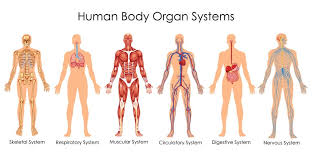 Human Body Organ Systems
Skeletal System
Respiratory System
Muscular System
Circulatory System
Digestive System
Nervous System